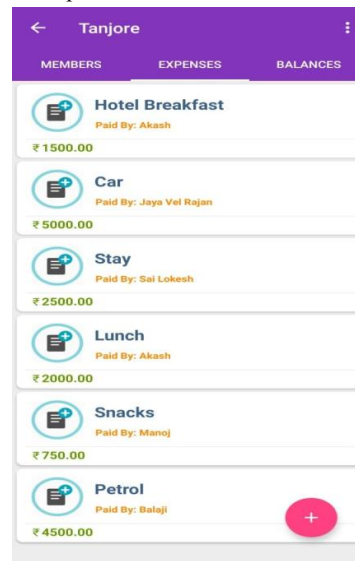 Tanjore
MEMBERS EXPENSES BALANCES
Hotel Breakfast
Paid By: Akash
₹ 1500.00
Car
Paid By: Jaya Vel Rajan
₹ 5000.00
Stay
Paid By: Sai Lokesh
₹ 2500.00
Lunch
Paid By: Akash
₹ 2000.00
Snacks
Paid By: Manoj
₹ 750.00
Petrol
Paid By: Balaji
₹ 4500.00